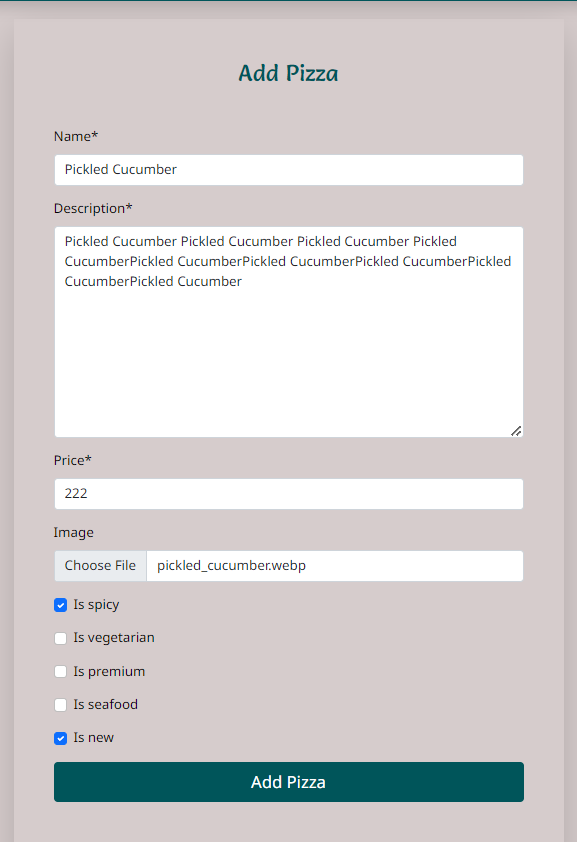 Add Pizza
Name*
Pickled Cucumber
Description*
Pickled Cucumber Pickled Cucumber Pickled Cucumber Pickled
CucumberPickled CucumberPickled CucumberPickled CucumberPickled
CucumberPickled Cucumber
Price*
222
Image
Choose File pickled_cucumber.webp
Is spicy
Is vegetarian
Is premium
Is seafood
Is new
Add Pizza